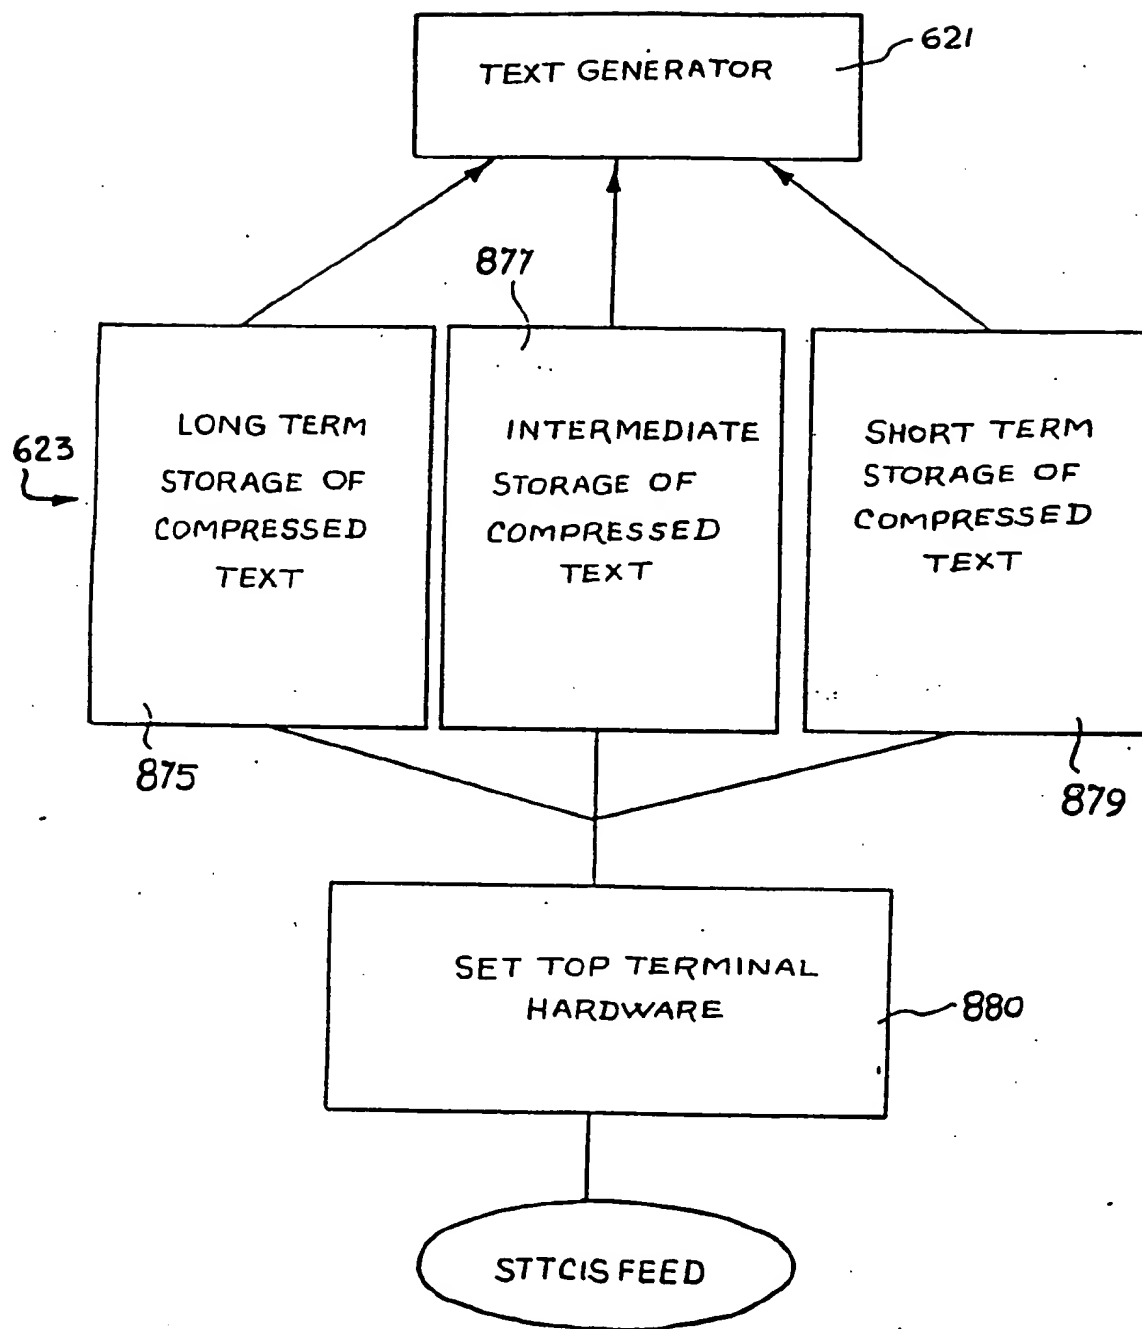 TEXT GENERATOR
621
877
623
LONG TERM
STORAGE OF
COMPRESSED
TEXT
INTERMEDIATE
STORAGE OF
COMPRESSED
TEXT
SHORT TERM
STORAGE OF
COMPRESSED
TEXT
875
879
SET TOP TERMINAL
HARDWARE
880
STTCIS FEED